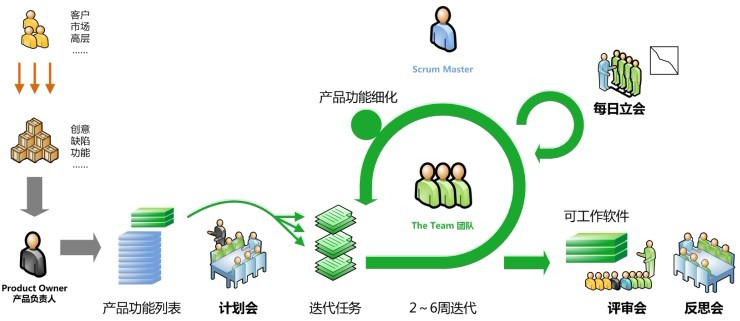 客户
市场
高层
……
创意
缺陷
功能
……
Product Owner
产品负责人
产品功能列表
计划会
迭代任务
产品功能细化
Scrum Master
The Team 团队
2～6周迭代
每日立会
可工作软件
评审会
反思会